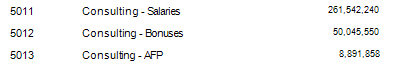 5011 Consulting - Salaries 261,542,240
5012 Consulting - Bonuses 50,045,550
5013 Consulting - AFP 8,891,858